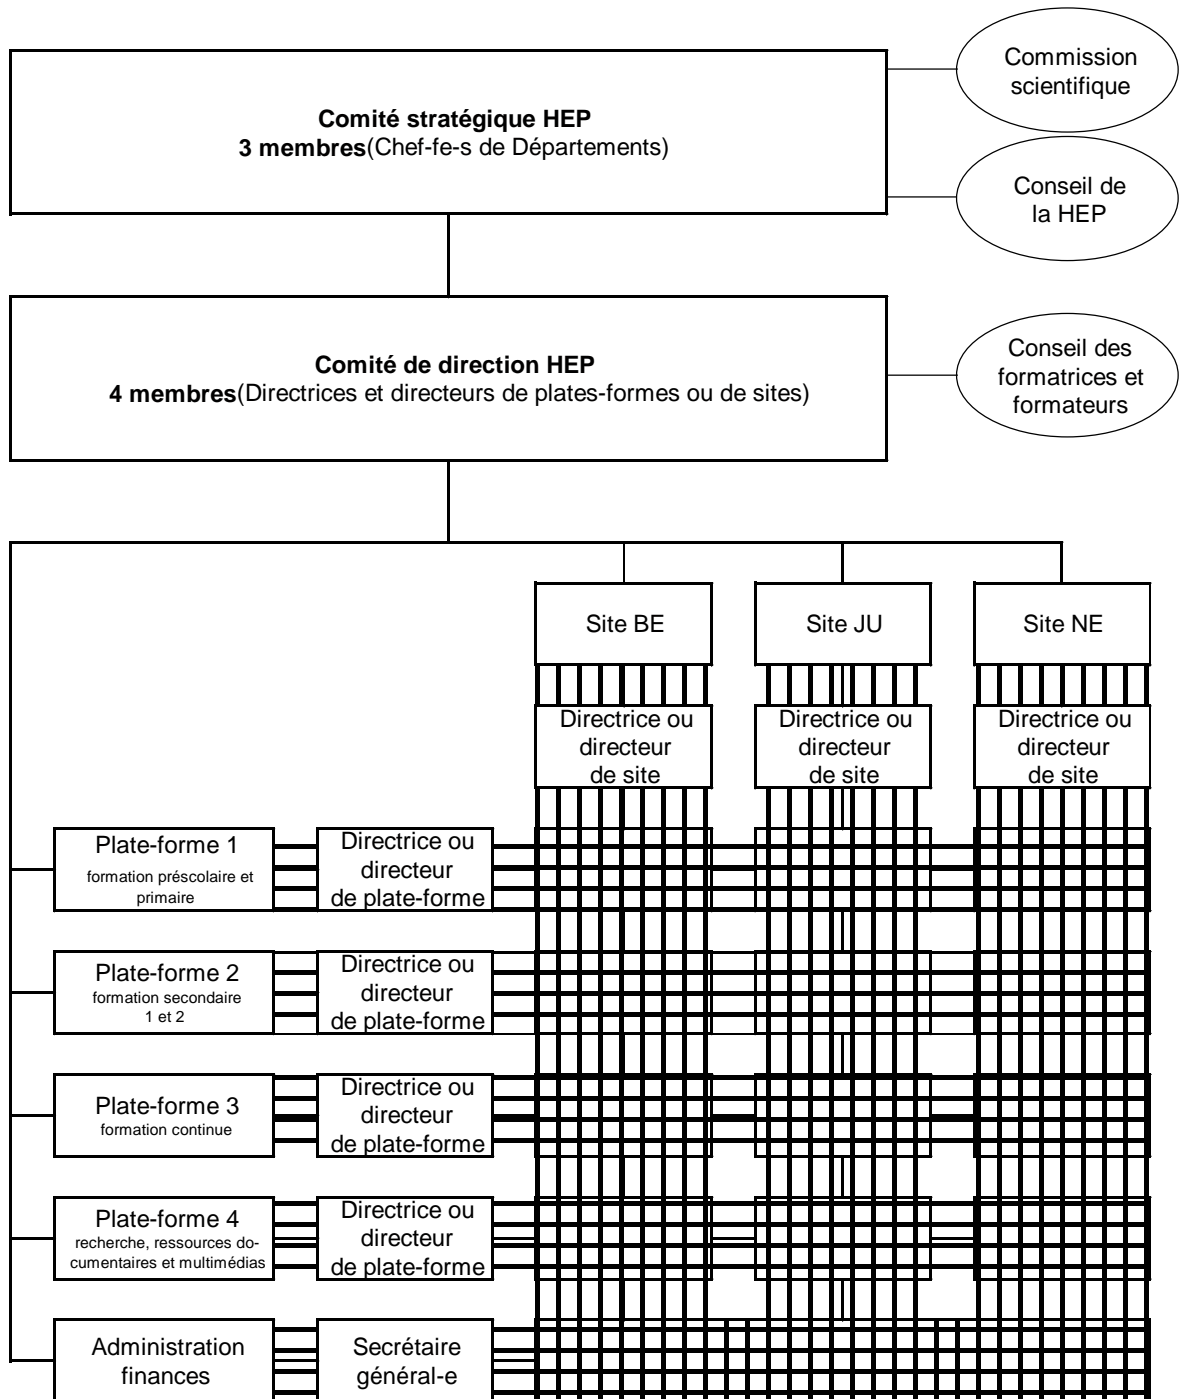 Commission
scientifique
Comité stratégique HEP
3 membres(Chef-fe-s de Départements)
Conseil de
la HEP
Comité de direction HEP
4 membres(Directrices et directeurs de plates-formes ou de sites)
Conseil des
formatrices et
formateurs
Site BE
Site JU
Site NE
Directrice ou
directeur
de site
Directrice ou
directeur
de site
Directrice ou
directeur
de site
Plate-forme 1
formation préscolaire et
primaire
Directrice ou
directeur
de plate-forme
Plate-forme 2
formation secondaire
1 et 2
Directrice ou
directeur
de plate-forme
Plate-forme 3
formation continue
Directrice ou
directeur
de plate-forme
Plate-forme 4
recherche, ressources do-
cumentaires et multimédias
Directrice ou
directeur
de plate-forme
Administration
finances
Secrétaire
général-e